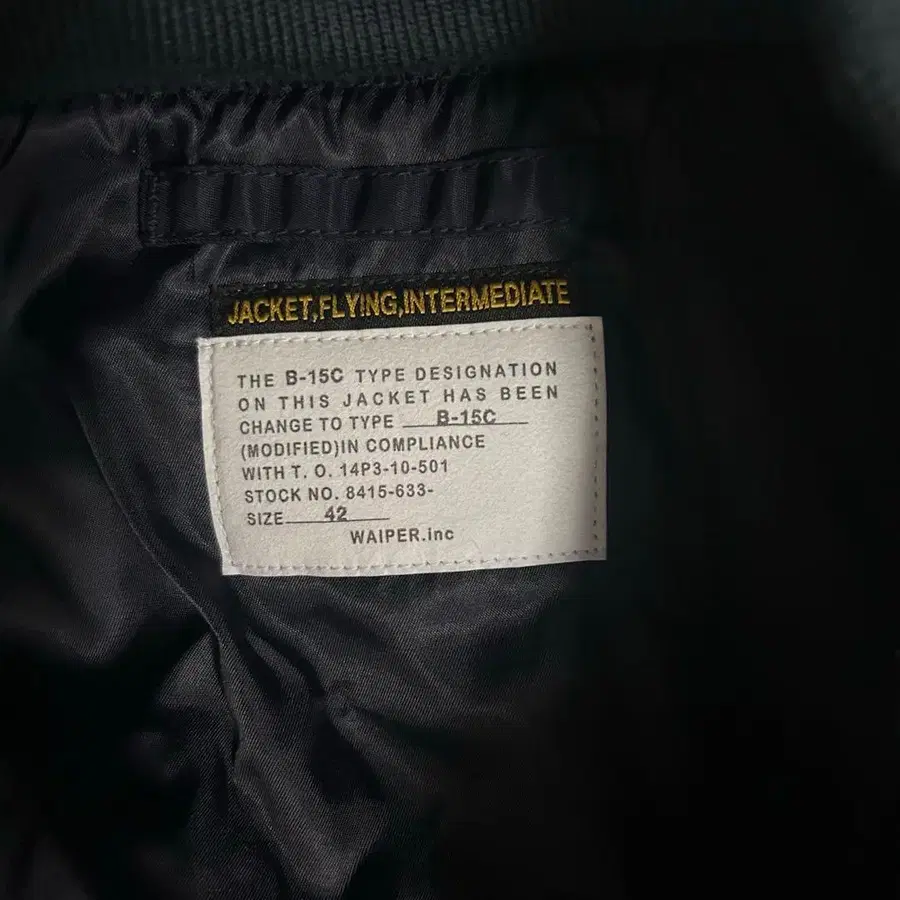 JACKET,FLYING,INTERMEDIATE
THE B-15C TYPE DESIGNATION
ON THIS JACKET HAS BEEN
CHANGE TO TYPE B-15C
(MODIFIED)IN COMPLIANCE
WITH T. O. 14P3-10-501
STOCK NO. 8415-633-
SIZE 42
WAIPER.inc